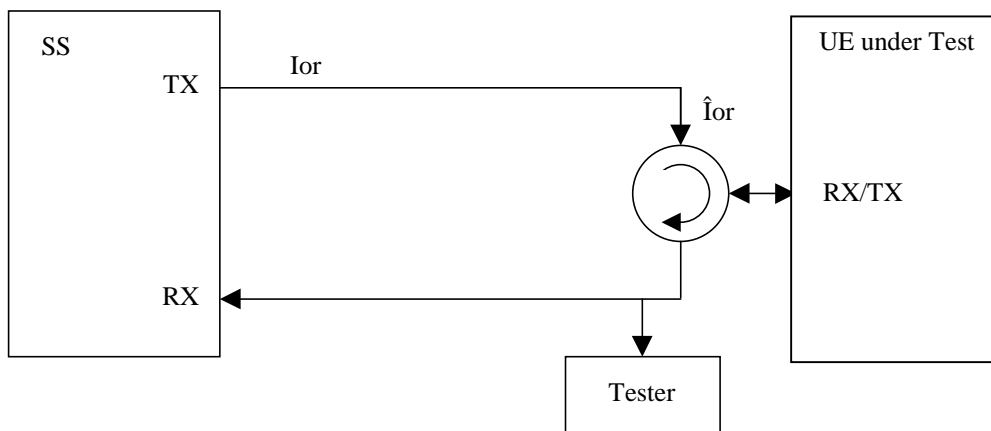 SS
UE under Test
TX
Ior
Îor
RX/TX
RX
Tester